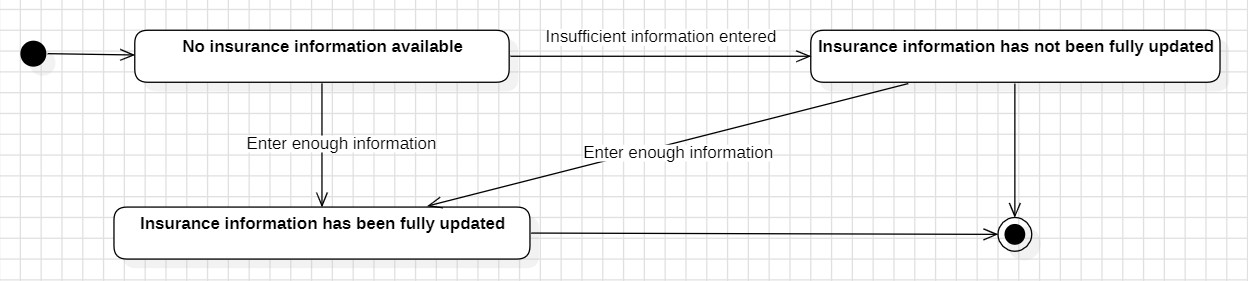 No insurance information available
Insufficient information entered
Insurance information has not been fully updated
Enter enough information
Enter enough information
Insurance information has been fully updated